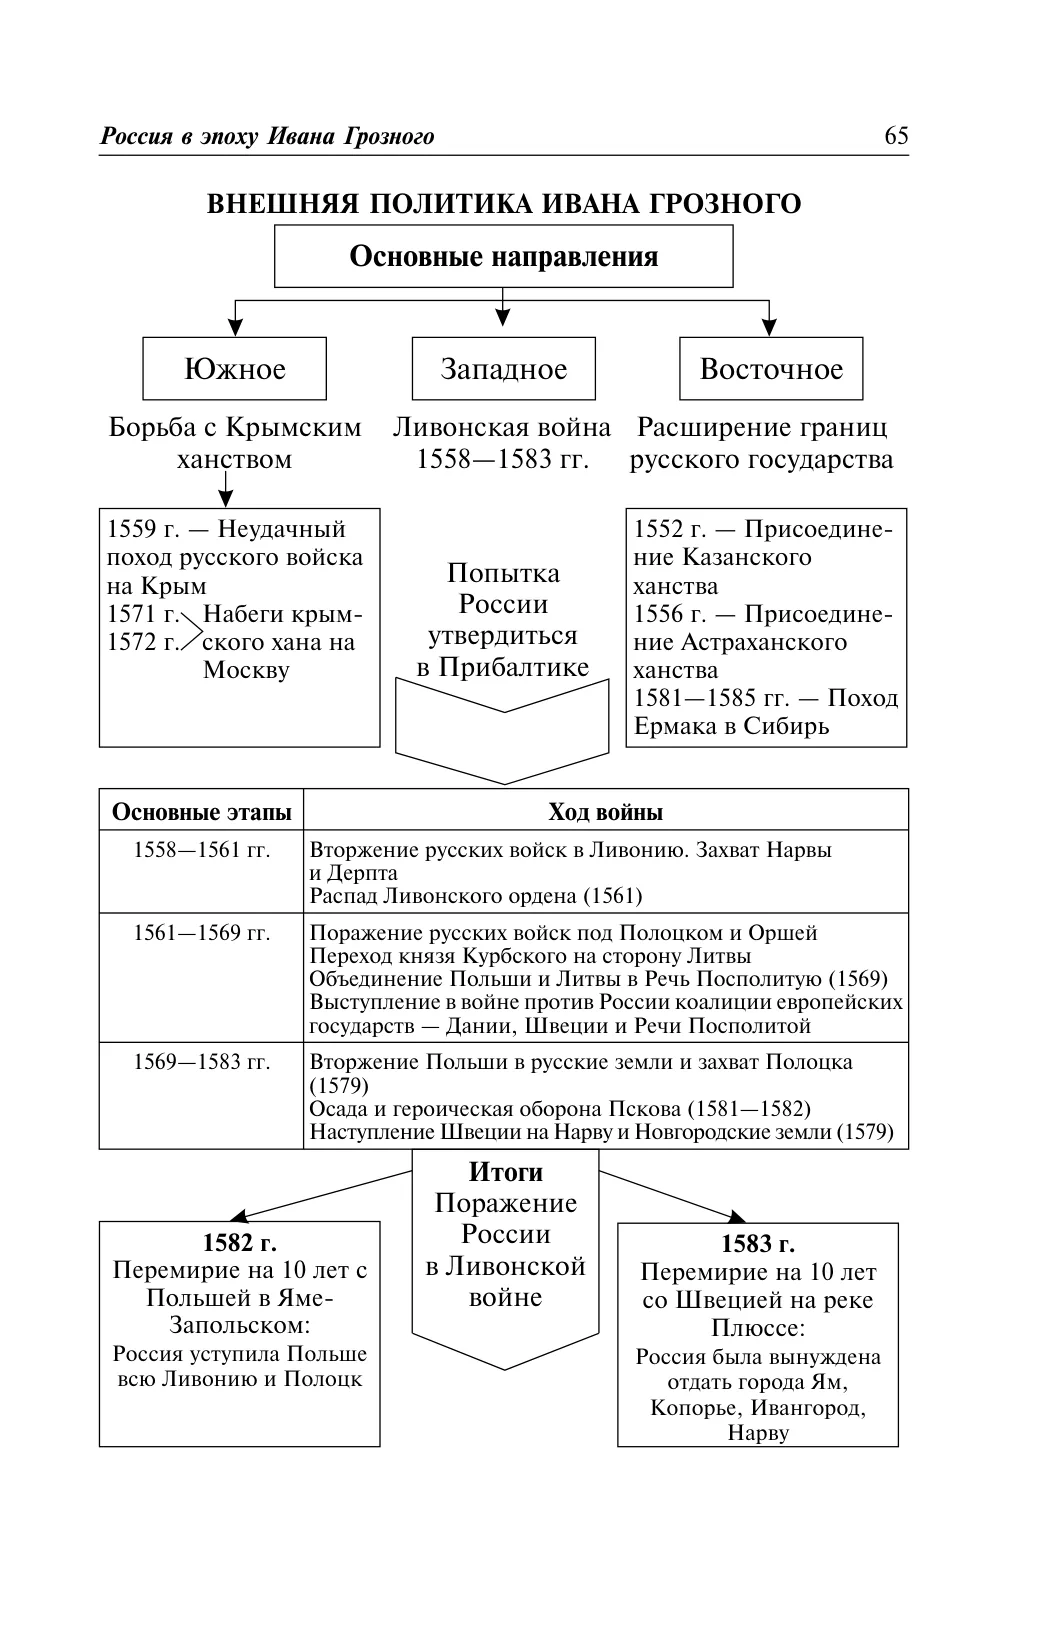 Россия в эпоху Ивана Грозного 65
ВНЕШНЯЯ ПОЛИТИКА ИВАНА ГРОЗНОГО
Основные направления
Южное
Западное
Восточное
Борьба с Крымским
ханством
Ливонская война
1558—1583 гг.
Расширение границ
русского государства
1559 г. — Неудачный
поход русского войска
на Крым
1571 г. Набеги крым-
1572 г. ского хана на
Москву
Попытка
России
утвердиться
в Прибалтике
1552 г. — Присоедине-
ние Казанского
ханства
1556 г. — Присоедине-
ние Астраханского
ханства
1581—1585 гг. — Поход
Ермака в Сибирь
Основные этапы Ход войны
1558—1561 гг. Вторжение русских войск в Ливонию. Захват Нарвы
и Дерпта
Распад Ливонского ордена (1561)
1561—1569 гг. Поражение русских войск под Полоцком и Оршей
Переход князя Курбского на сторону Литвы
Объединение Польши и Литвы в Речь Посполитую (1569)
Выступление в войне против России коалиции европейских
государств — Дании, Швеции и Речи Посполитой
1569—1583 гг. Вторжение Польши в русские земли и захват Полоцка
(1579)
Осада и героическая оборона Пскова (1581—1582)
Наступление Швеции на Нарву и Новгородские земли (1579)
Итоги
Поражение
России
в Ливонской
войне
1582 г.
Перемирие на 10 лет с
Польшей в Яме-
Запольском:
Россия уступила Польше
всю Ливонию и Полоцк
1583 г.
Перемирие на 10 лет
со Швецией на реке
Плюссе:
Россия была вынуждена
отдать города Ям,
Копорье, Ивангород,
Нарву